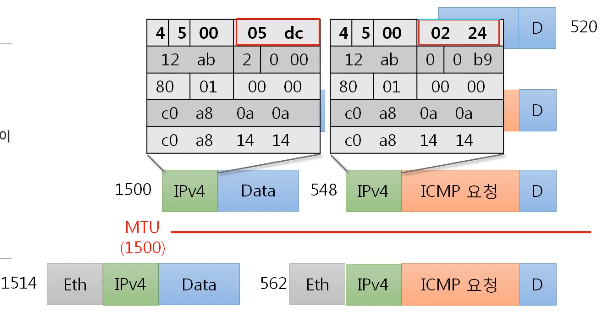 4 5 00 05 dc
12 ab 2 0 00
80 01 00 00
c0 a8 0a 0a
c0 a8 14 14
4 5 00 02 24
12 ab 0 0 b9
80 01 00 00
c0 a8 0a 0a
c0 a8 14 14
D 520
D
이
1500 IPv4 Data
548 IPv4 ICMP 요청 D
MTU
(1500)
1514 Eth IPv4 Data
562 Eth IPv4 ICMP 요청 D